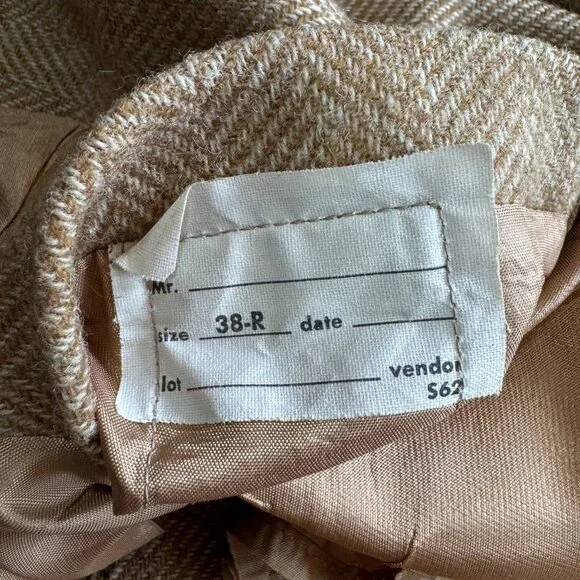 Mr.
size 38-R date
lot vendor
S62